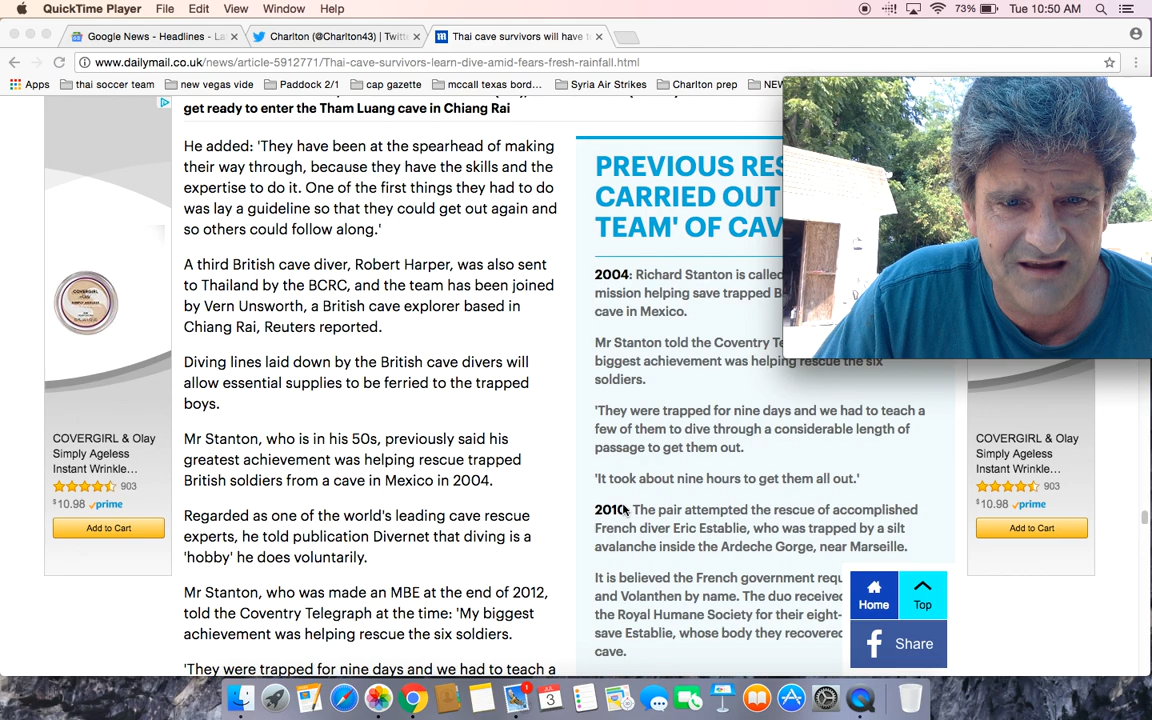 QuickTime Player File Edit View Window Help 73% Tue 10:50 AM
Google News - Headlines - La
Charlton (@Charlton43) | Twitt
Thai cave survivors will have t
www.dailymail.co.uk/news/article-5912771/Thai-cave-survivors-learn-dive-amid-fears-fresh-rainfall.html
Apps thai soccer team new vegas vide Paddock 2/1 cap gazette mccall texas bord... Syria Air Strikes Charlton prep NEW
get ready to enter the Tham Luang cave in Chiang Rai
He added: 'They have been at the spearhead of making
their way through, because they have the skills and the
expertise to do it. One of the first things they had to do
was lay a guideline so that they could get out again and
so others could follow along.'
A third British cave diver, Robert Harper, was also sent
to Thailand by the BCRC, and the team has been joined
by Vern Unsworth, a British cave explorer based in
Chiang Rai, Reuters reported.
Diving lines laid down by the British cave divers will
allow essential supplies to be ferried to the trapped
boys.
Mr Stanton, who is in his 50s, previously said his
greatest achievement was helping rescue trapped
British soldiers from a cave in Mexico in 2004.
Regarded as one of the world's leading cave rescue
experts, he told publication Divernet that diving is a
'hobby' he does voluntarily.
Mr Stanton, who was made an MBE at the end of 2012,
told the Coventry Telegraph at the time: 'My biggest
achievement was helping rescue the six soldiers.
'They were trapped for nine days and we had to teach a
PREVIOUS RES
CARRIED OUT
TEAM' OF CAV
2004: Richard Stanton is called
mission helping save trapped B
cave in Mexico.
Mr Stanton told the Coventry Te
biggest achievement was helping rescue the six
soldiers.
'They were trapped for nine days and we had to teach a
few of them to dive through a considerable length of
passage to get them out.
'It took about nine hours to get them all out.'
2010: The pair attempted the rescue of accomplished
French diver Eric Establie, who was trapped by a silt
avalanche inside the Ardeche Gorge, near Marseille.
It is believed the French government requ
and Volanthen by name. The duo received
the Royal Humane Society for their eight-
save Establie, whose body they recovered
cave.
COVERGIRL & Olay
Simply Ageless
Instant Wrinkle...
903
$10.98 prime
Add to Cart
COVERGIRL & Olay
Simply Ageless
Instant Wrinkle...
903
$10.98 prime
Add to Cart
Home
Top
Share